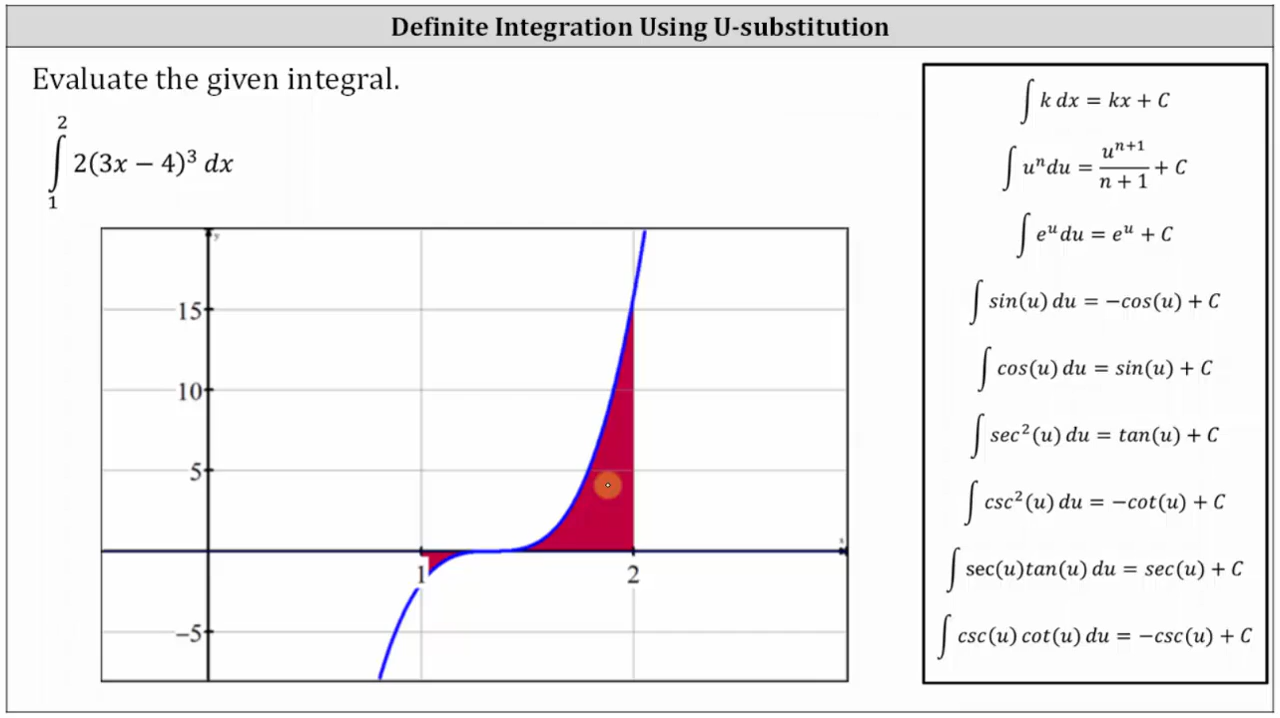 Definite Integration Using U-substitution
Evaluate the given integral.
∫₁² 2(3x − 4)³ dx
y
15
10
5
x
1 2
−5
∫ k dx = kx + C
∫ uⁿdu = uⁿ⁺¹/(n + 1) + C
∫ eᵘdu = eᵘ + C
∫ sin(u) du = −cos(u) + C
∫ cos(u) du = sin(u) + C
∫ sec²(u) du = tan(u) + C
∫ csc²(u) du = −cot(u) + C
∫ sec(u)tan(u) du = sec(u) + C
∫ csc(u) cot(u) du = −csc(u) + C